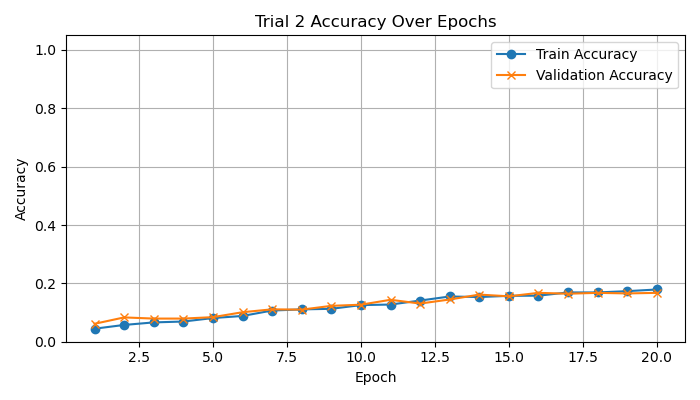 Trial 2 Accuracy Over Epochs
1.0
0.8
0.6
0.4
0.2
0.0
Accuracy
Train Accuracy
Validation Accuracy
2.5 5.0 7.5 10.0 12.5 15.0 17.5 20.0
Epoch